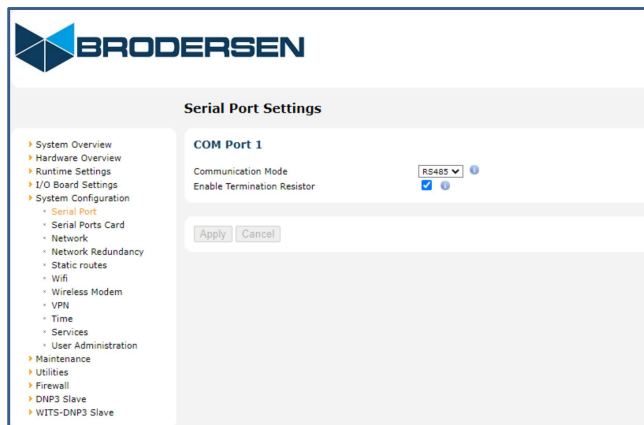 BRODERSEN
Serial Port Settings
System Overview
Hardware Overview
Runtime Settings
I/O Board Settings
System Configuration
Serial Port
Serial Ports Card
Network
Network Redundancy
Static routes
Wifi
Wireless Modem
VPN
Time
Services
User Administration
Maintenance
Utilities
Firewall
DNP3 Slave
WITS-DNP3 Slave
COM Port 1
Communication Mode RS485
Enable Termination Resistor
Apply Cancel